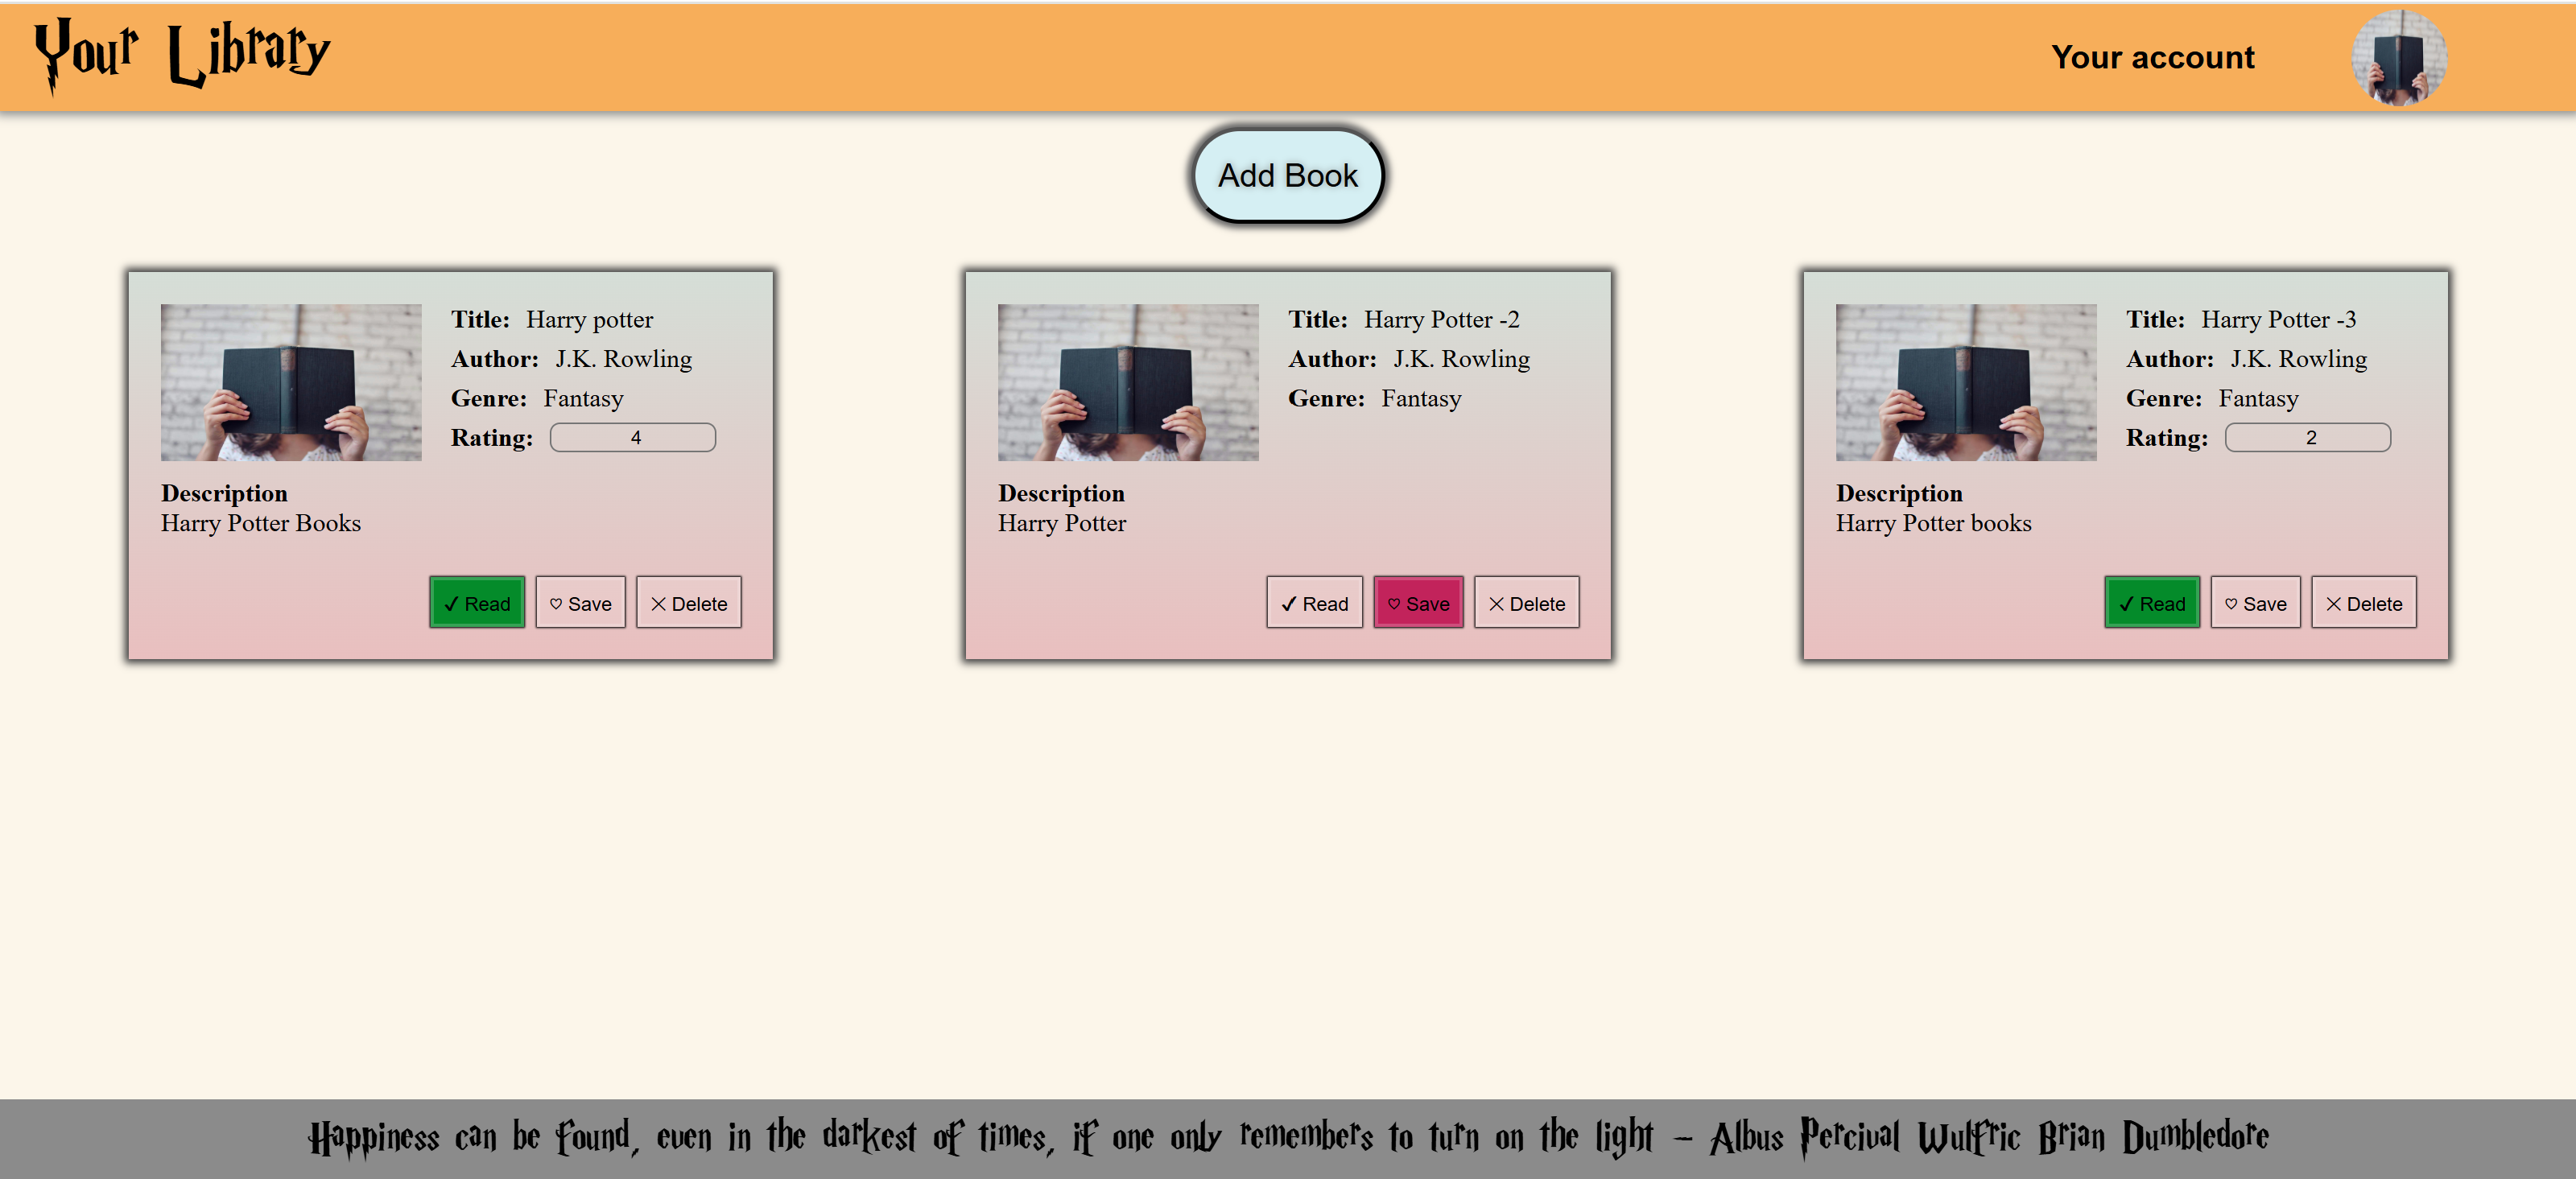 Your Library
Your account
Add Book
Title: Harry potter
Author: J.K. Rowling
Genre: Fantasy
Rating: 4
Description
Harry Potter Books
✓ Read ♡ Save ✕ Delete
Title: Harry Potter -2
Author: J.K. Rowling
Genre: Fantasy
Description
Harry Potter
✓ Read ♡ Save ✕ Delete
Title: Harry Potter -3
Author: J.K. Rowling
Genre: Fantasy
Rating: 2
Description
Harry Potter books
✓ Read ♡ Save ✕ Delete
Happiness can be found, even in the darkest of times, if one only remembers to turn on the light - Albus Percival Wulfric Brian Dumbledore